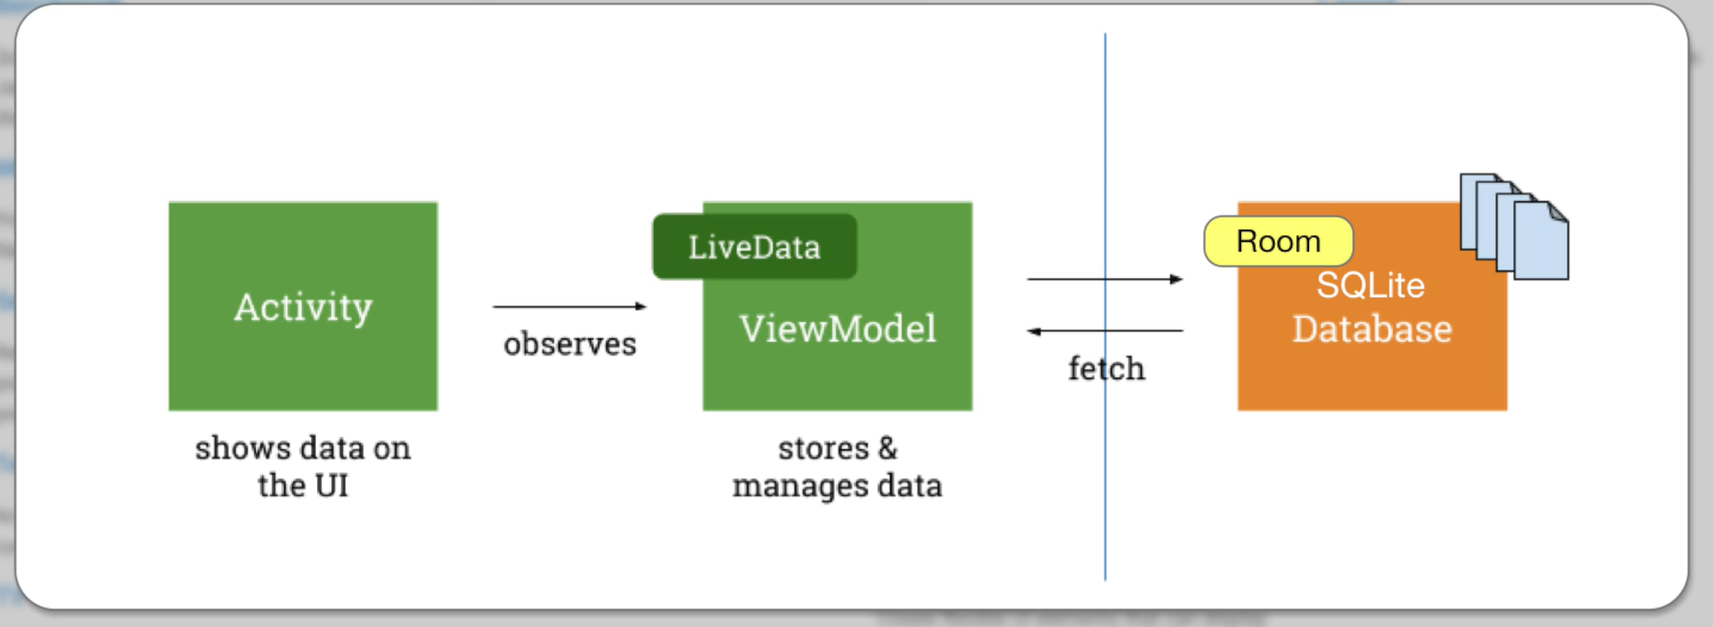 LiveData
Room
Activity
observes
ViewModel
fetch
SQLite
Database
shows data on
the UI
stores &
manages data